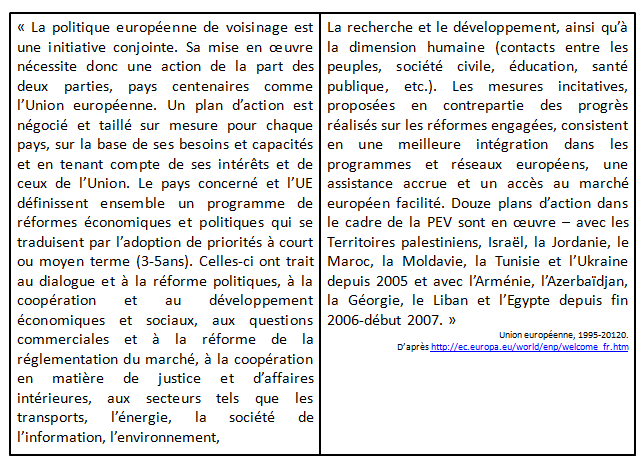 « La politique européenne de voisinage est
une initiative conjointe. Sa mise en œuvre
nécessite donc une action de la part des
deux parties, pays centenaires comme
l’Union européenne. Un plan d’action est
négocié et taillé sur mesure pour chaque
pays, sur la base de ses besoins et capacités
et en tenant compte de ses intérêts et de
ceux de l’Union. Le pays concerné et l’UE
définissent ensemble un programme de
réformes économiques et politiques qui se
traduisent par l’adoption de priorités à court
ou moyen terme (3-5ans). Celles-ci ont trait
au dialogue et à la réforme politiques, à la
coopération et au développement
économiques et sociaux, aux questions
commerciales et à la réforme de la
réglementation du marché, à la coopération
en matière de justice et d’affaires
intérieures, aux secteurs tels que les
transports, l’énergie, la société de
l’information, l’environnement,
La recherche et le développement, ainsi qu’à
la dimension humaine (contacts entre les
peuples, société civile, éducation, santé
publique, etc.). Les mesures incitatives,
proposées en contrepartie des progrès
réalisés sur les réformes engagées, consistent
en une meilleure intégration dans les
programmes et réseaux européens, une
assistance accrue et un accès au marché
européen facilité. Douze plans d’action dans
le cadre de la PEV sont en œuvre – avec les
Territoires palestiniens, Israël, la Jordanie, le
Maroc, la Moldavie, la Tunisie et l’Ukraine
depuis 2005 et avec l’Arménie, l’Azerbaïdjan,
la Géorgie, le Liban et l’Egypte depuis fin
2006-début 2007. »
Union européenne, 1995-20120.
D’après http://ec.europa.eu/world/enp/welcome_fr.htm